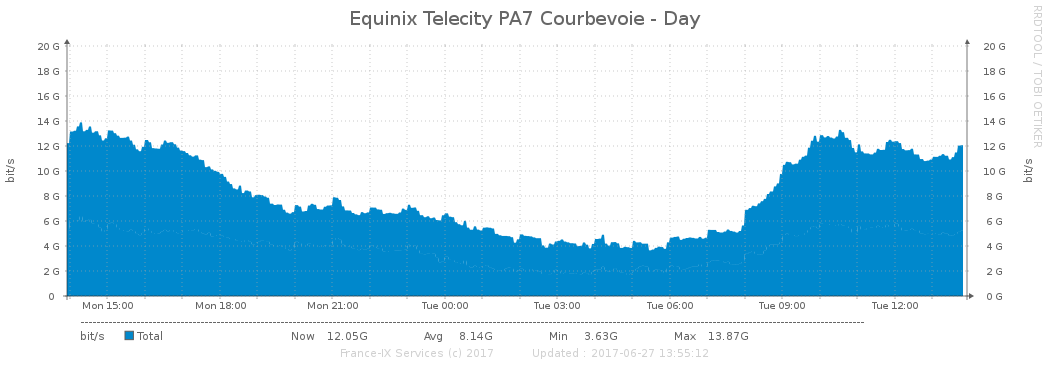 Equinix Telecity PA7 Courbevoie - Day
RRDTOOL / TOBI OETIKER
bit/s
20 G 20 G
18 G 18 G
16 G 16 G
14 G 14 G
12 G 12 G
10 G 10 G
8 G 8 G
6 G 6 G
4 G 4 G
2 G 2 G
0 0 G
bit/s
Mon 15:00 Mon 18:00 Mon 21:00 Tue 00:00 Tue 03:00 Tue 06:00 Tue 09:00 Tue 12:00
bit/s Total Now 12.05G Avg 8.14G Min 3.63G Max 13.87G
France-IX Services (c) 2017 Updated : 2017-06-27 13:55:12